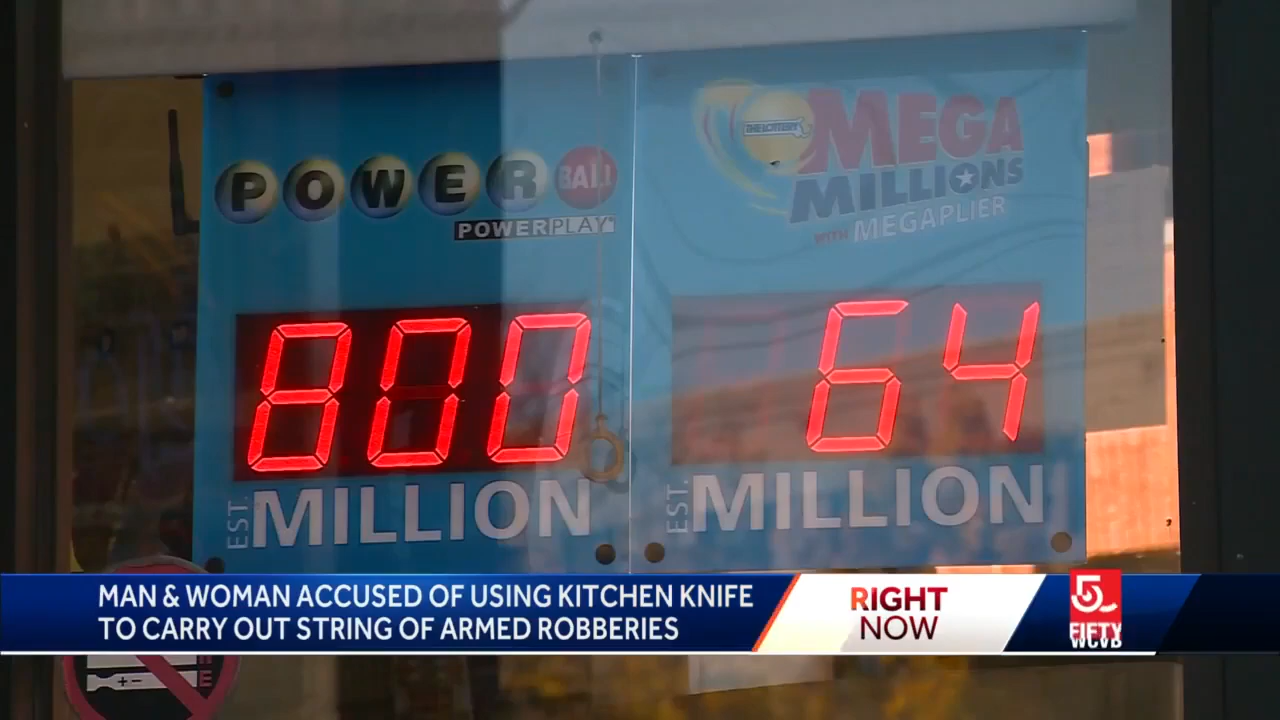 POWERBALL
POWERPLAY
THE LOTTERY
MEGA
MILLIONS
WITH MEGAPLIER
800
64
EST. MILLION
EST. MILLION
MAN & WOMAN ACCUSED OF USING KITCHEN KNIFE
TO CARRY OUT STRING OF ARMED ROBBERIES
RIGHT
NOW
5
FIFTY
WCVB